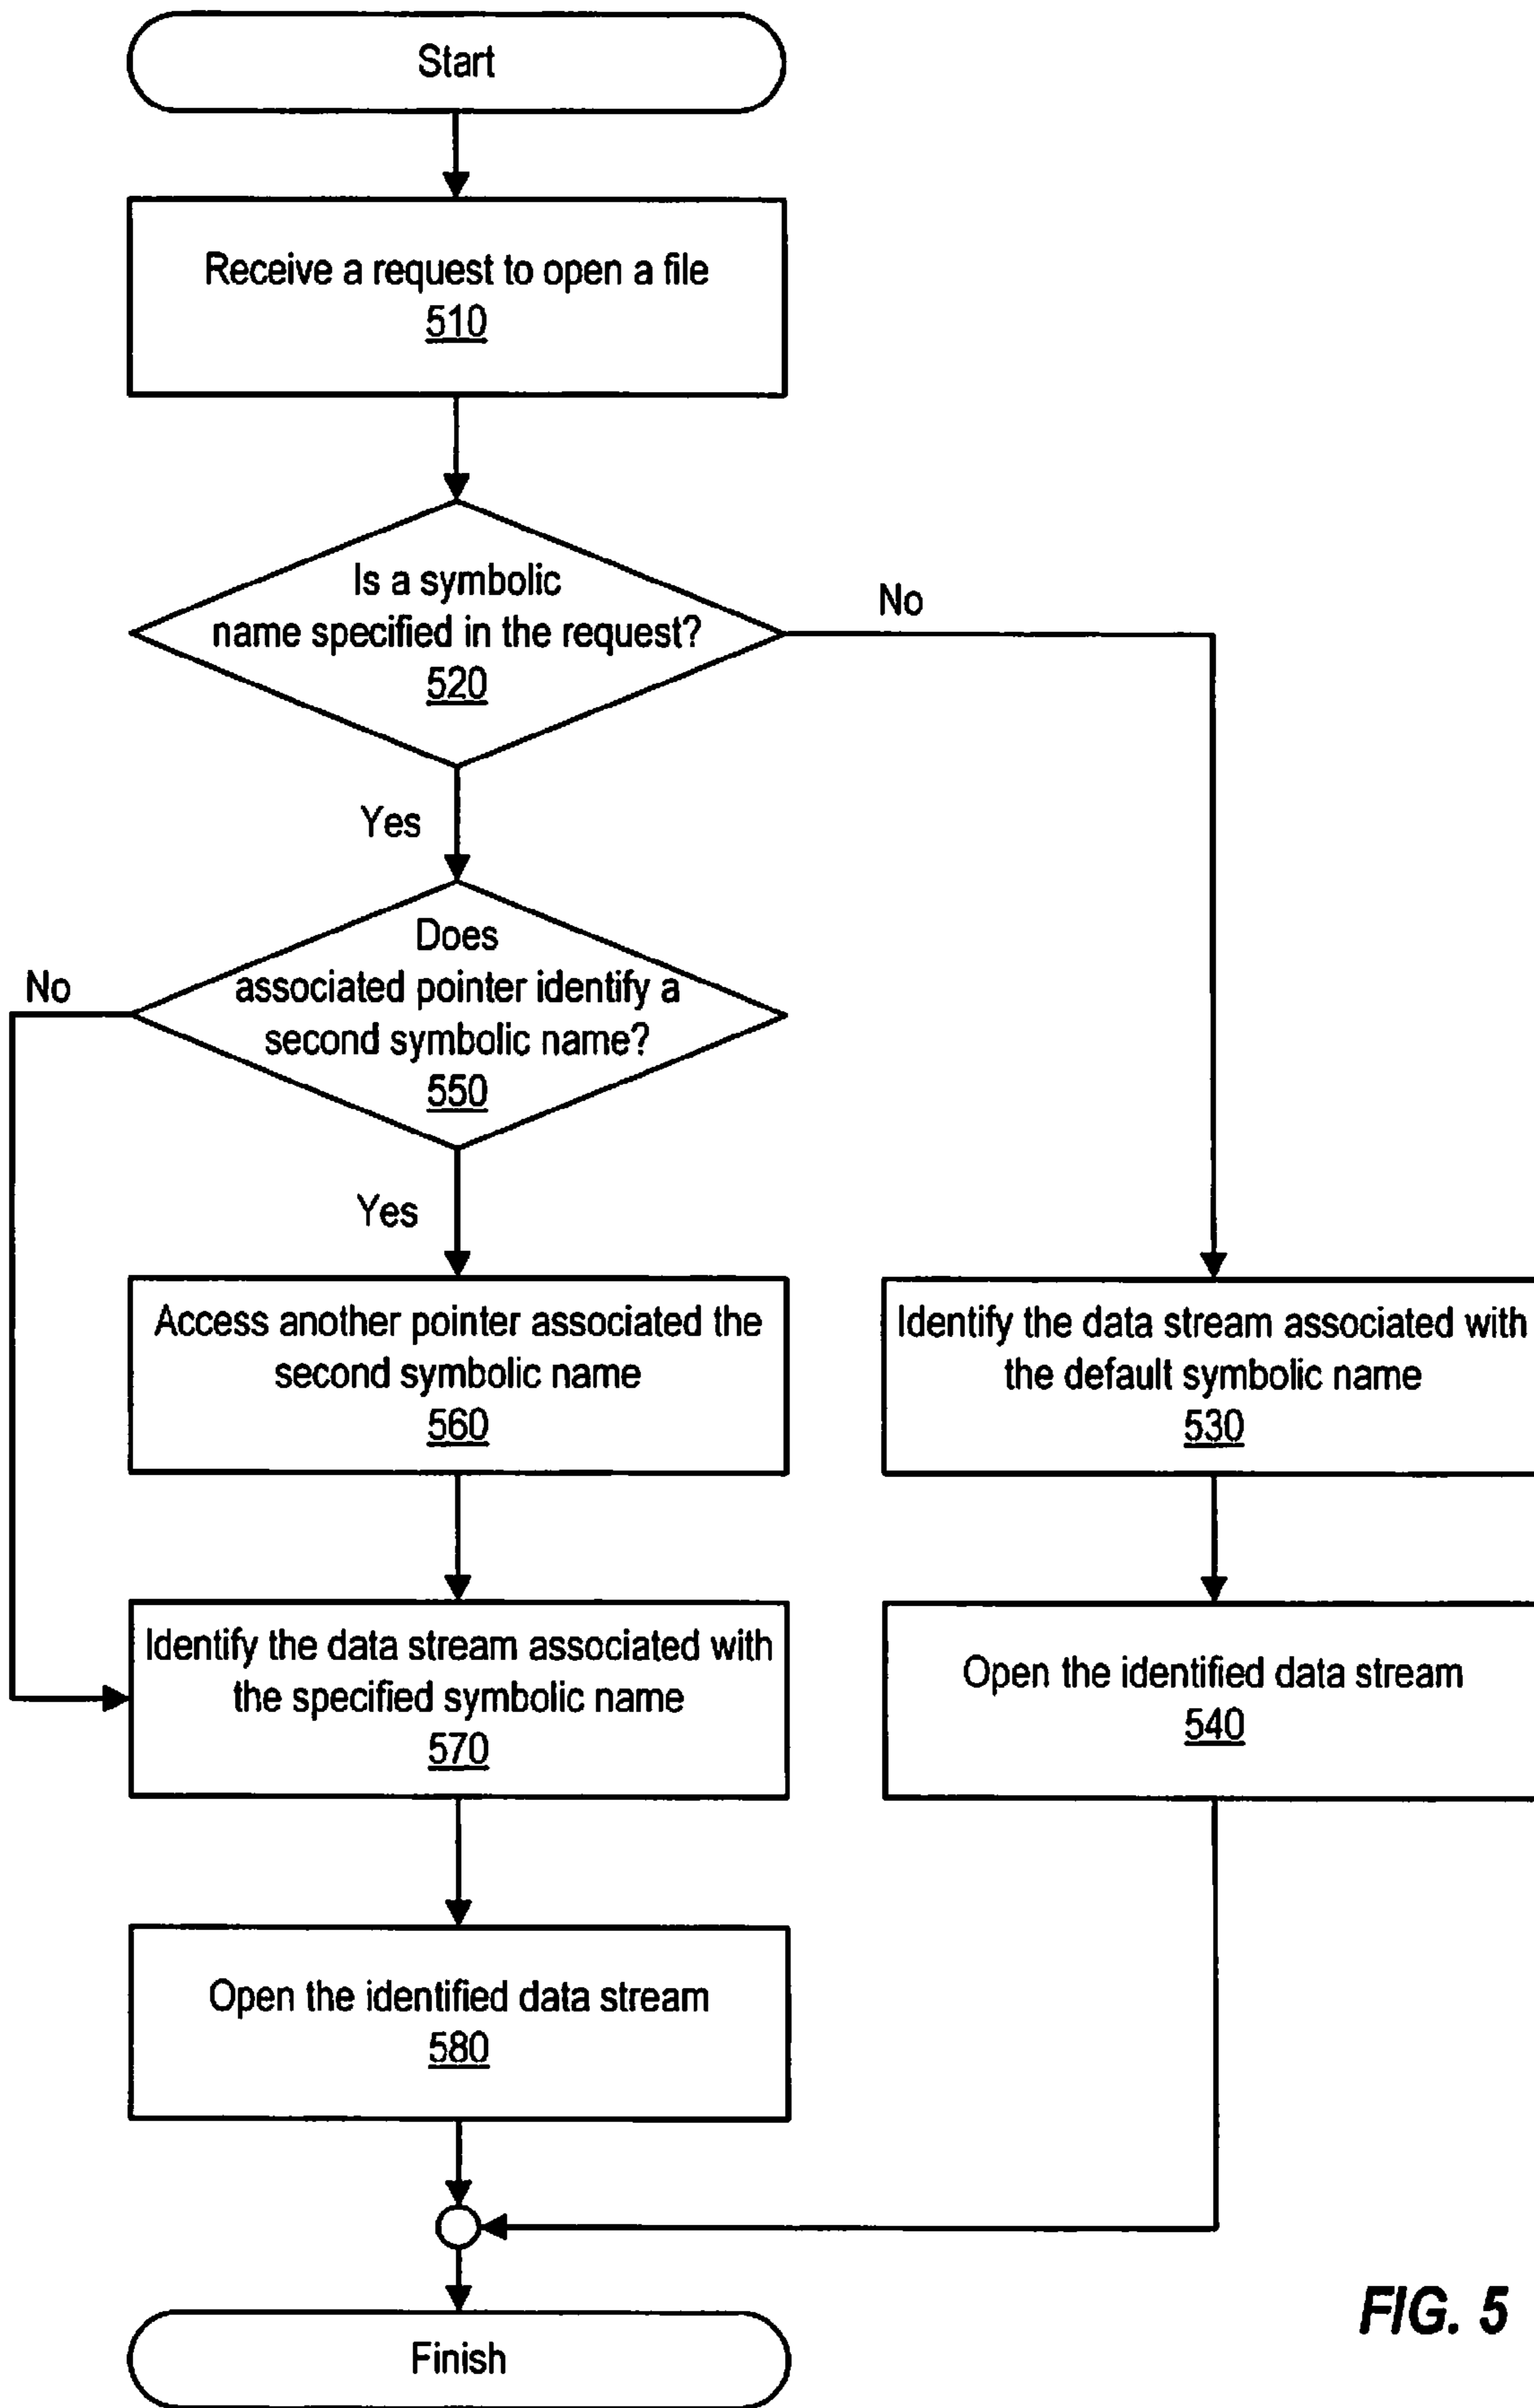 Start
Receive a request to open a file
510
Is a symbolic
name specified in the request?
520
No
Yes
Does
associated pointer identify a
second symbolic name?
550
No
Yes
Access another pointer associated the
second symbolic name
560
Identify the data stream associated with
the default symbolic name
530
Identify the data stream associated with
the specified symbolic name
570
Open the identified data stream
540
Open the identified data stream
580
Finish
FIG. 5